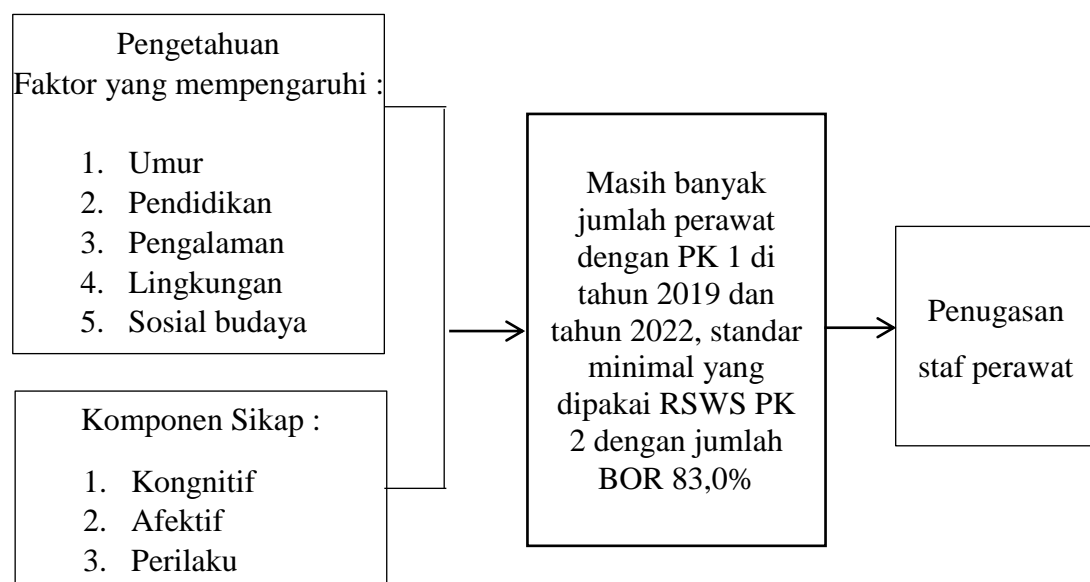 Pengetahuan
Faktor yang mempengaruhi :
1. Umur
2. Pendidikan
3. Pengalaman
4. Lingkungan
5. Sosial budaya
Komponen Sikap :
1. Kongnitif
2. Afektif
3. Perilaku
Masih banyak
jumlah perawat
dengan PK 1 di
tahun 2019 dan
tahun 2022, standar
minimal yang
dipakai RSWS PK
2 dengan jumlah
BOR 83,0%
Penugasan
staf perawat